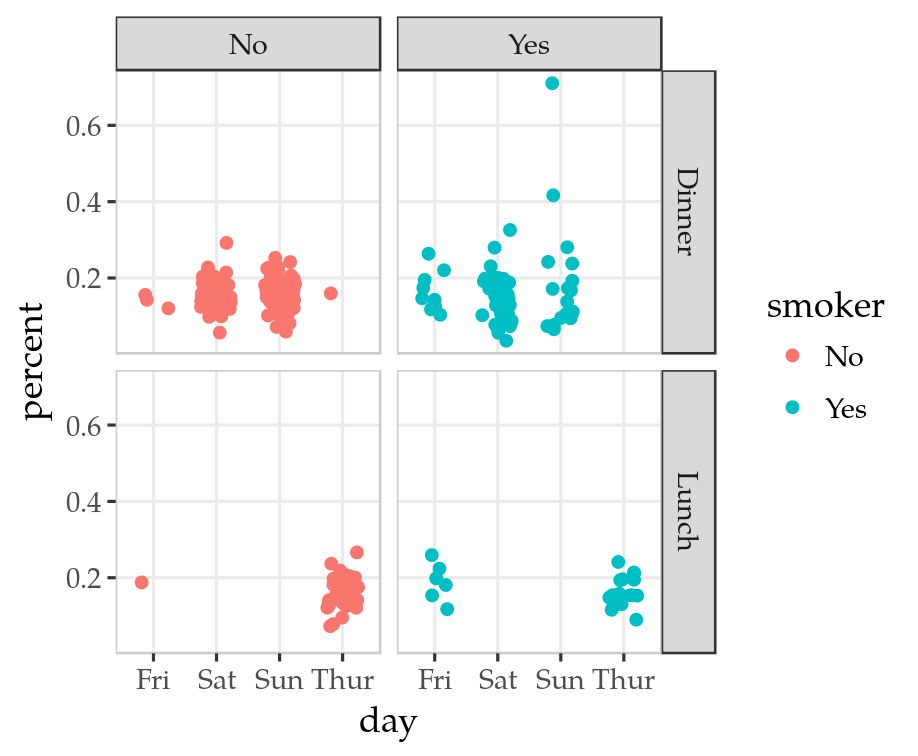 No
Yes
0.6
0.4
0.2
Dinner
0.6
0.4
0.2
Lunch
percent
Fri Sat Sun Thur
Fri Sat Sun Thur
day
smoker
No
Yes